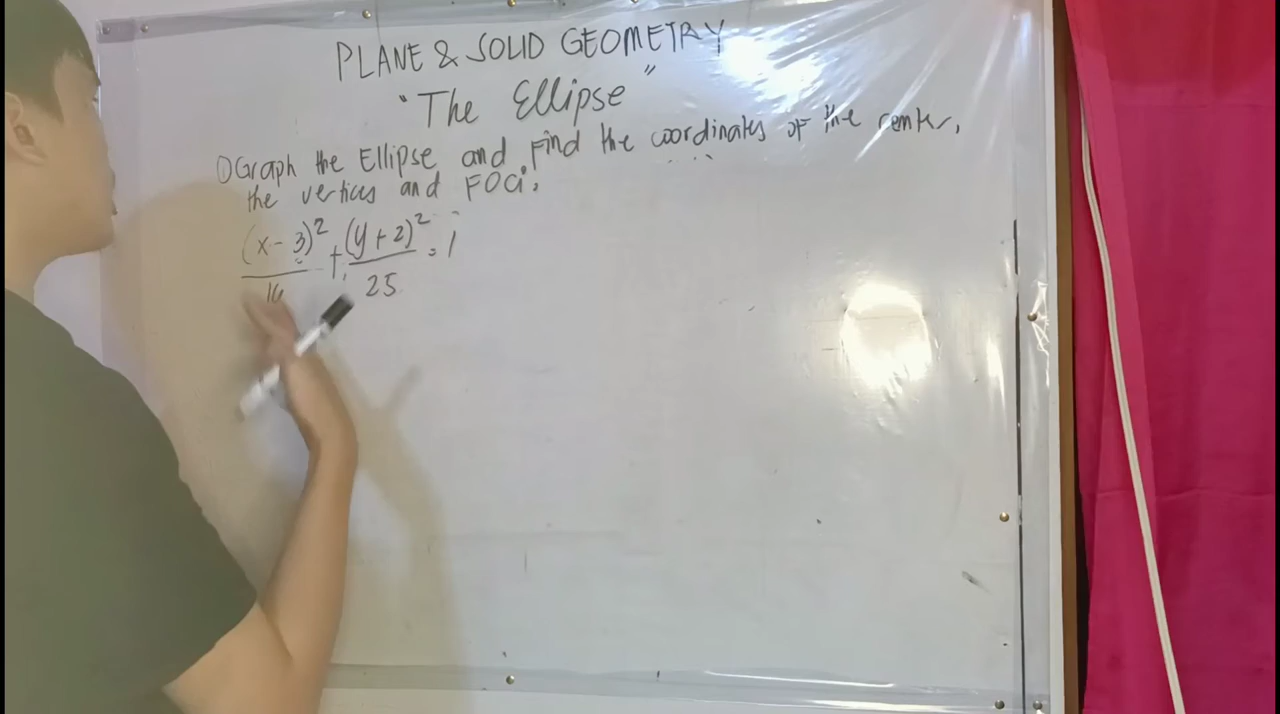 PLANE & SOLID GEOMETRY
"The Ellipse"
1) Graph the Ellipse and Find the coordinates of the center,
the vertices and FOCi.
(x - 3)² / 16 + (y + 2)² / 25 = 1